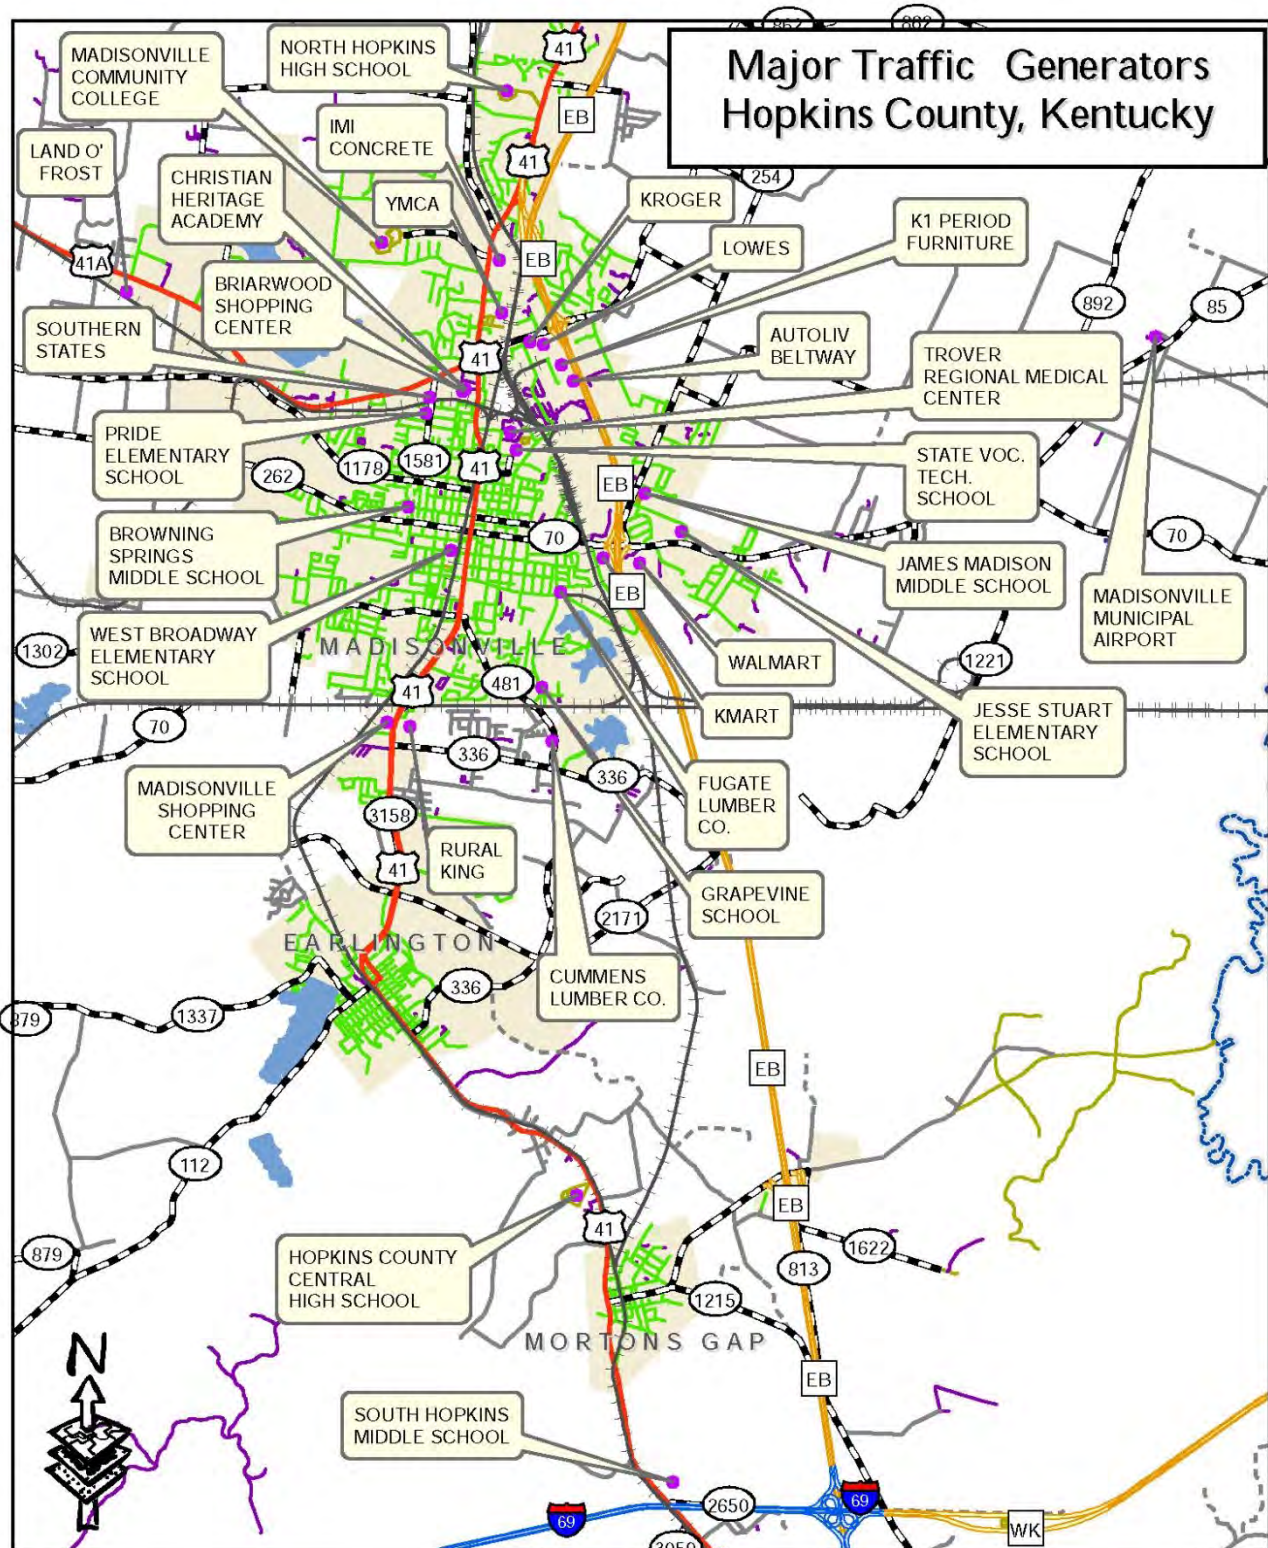 862
862
Major Traffic Generators
Hopkins County, Kentucky
MADISONVILLE
COMMUNITY
COLLEGE
NORTH HOPKINS
HIGH SCHOOL
41
EB
IMI
CONCRETE
LAND O'
FROST
41
254
CHRISTIAN
HERITAGE
ACADEMY
YMCA
KROGER
K1 PERIOD
FURNITURE
LOWES
41A
EB
BRIARWOOD
SHOPPING
CENTER
892
85
SOUTHERN
STATES
41
AUTOLIV
BELTWAY
TROVER
REGIONAL MEDICAL
CENTER
PRIDE
ELEMENTARY
SCHOOL
262
1178
1581
41
EB
STATE VOC.
TECH.
SCHOOL
BROWNING
SPRINGS
MIDDLE SCHOOL
70
70
JAMES MADISON
MIDDLE SCHOOL
EB
MADISONVILLE
MUNICIPAL
AIRPORT
WEST BROADWAY
ELEMENTARY
SCHOOL
MADISONVILLE
1302
WALMART
1221
41
481
KMART
JESSE STUART
ELEMENTARY
SCHOOL
70
336
336
MADISONVILLE
SHOPPING
CENTER
FUGATE
LUMBER
CO.
3158
RURAL
KING
41
GRAPEVINE
SCHOOL
2171
EARLINGTON
CUMMENS
LUMBER CO.
336
879
1337
EB
112
EB
41
879
HOPKINS COUNTY
CENTRAL
HIGH SCHOOL
1622
813
1215
MORTONS GAP
N
EB
SOUTH HOPKINS
MIDDLE SCHOOL
69
2650
69
WK
3059